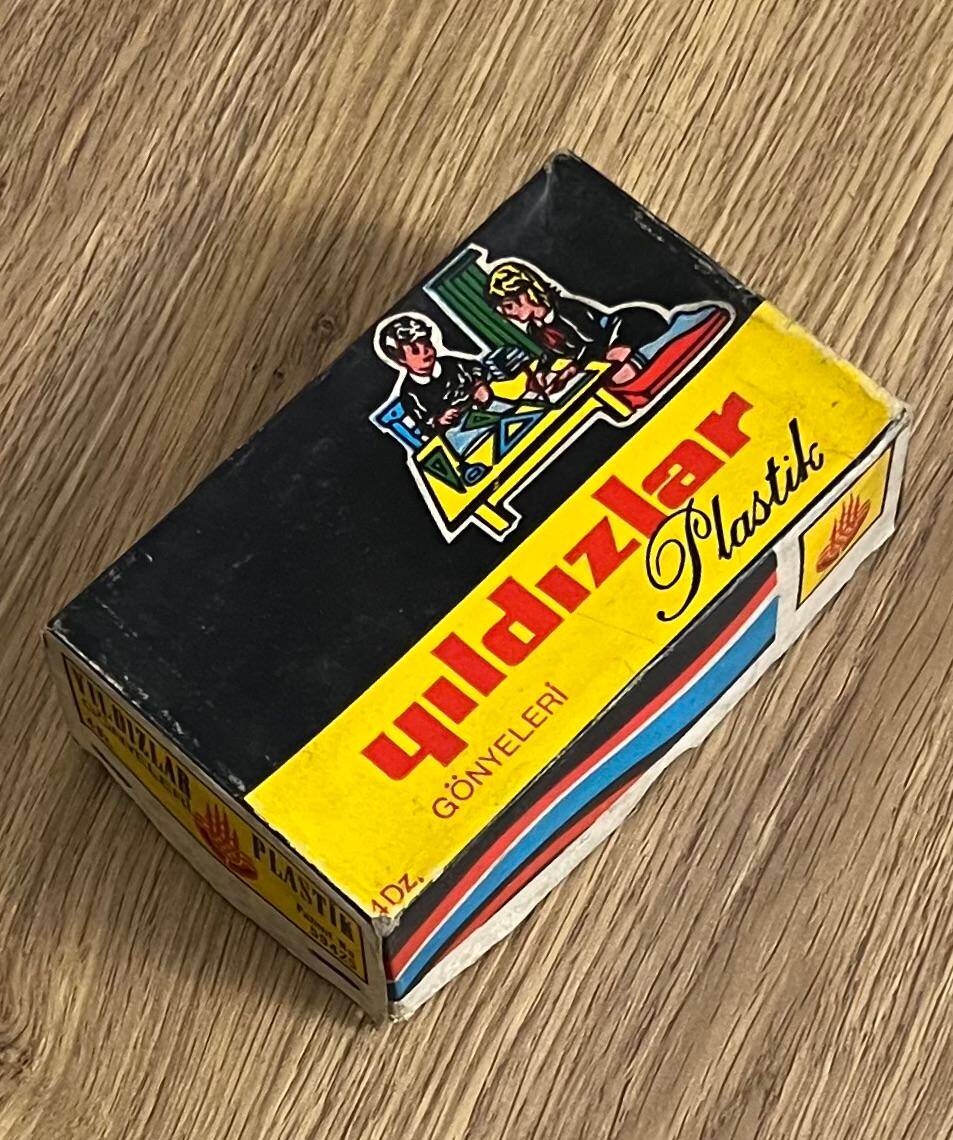 yıldızlar
Plastik
GÖNYELERİ
1Dz.
YILDIZLAR
PLASTİK